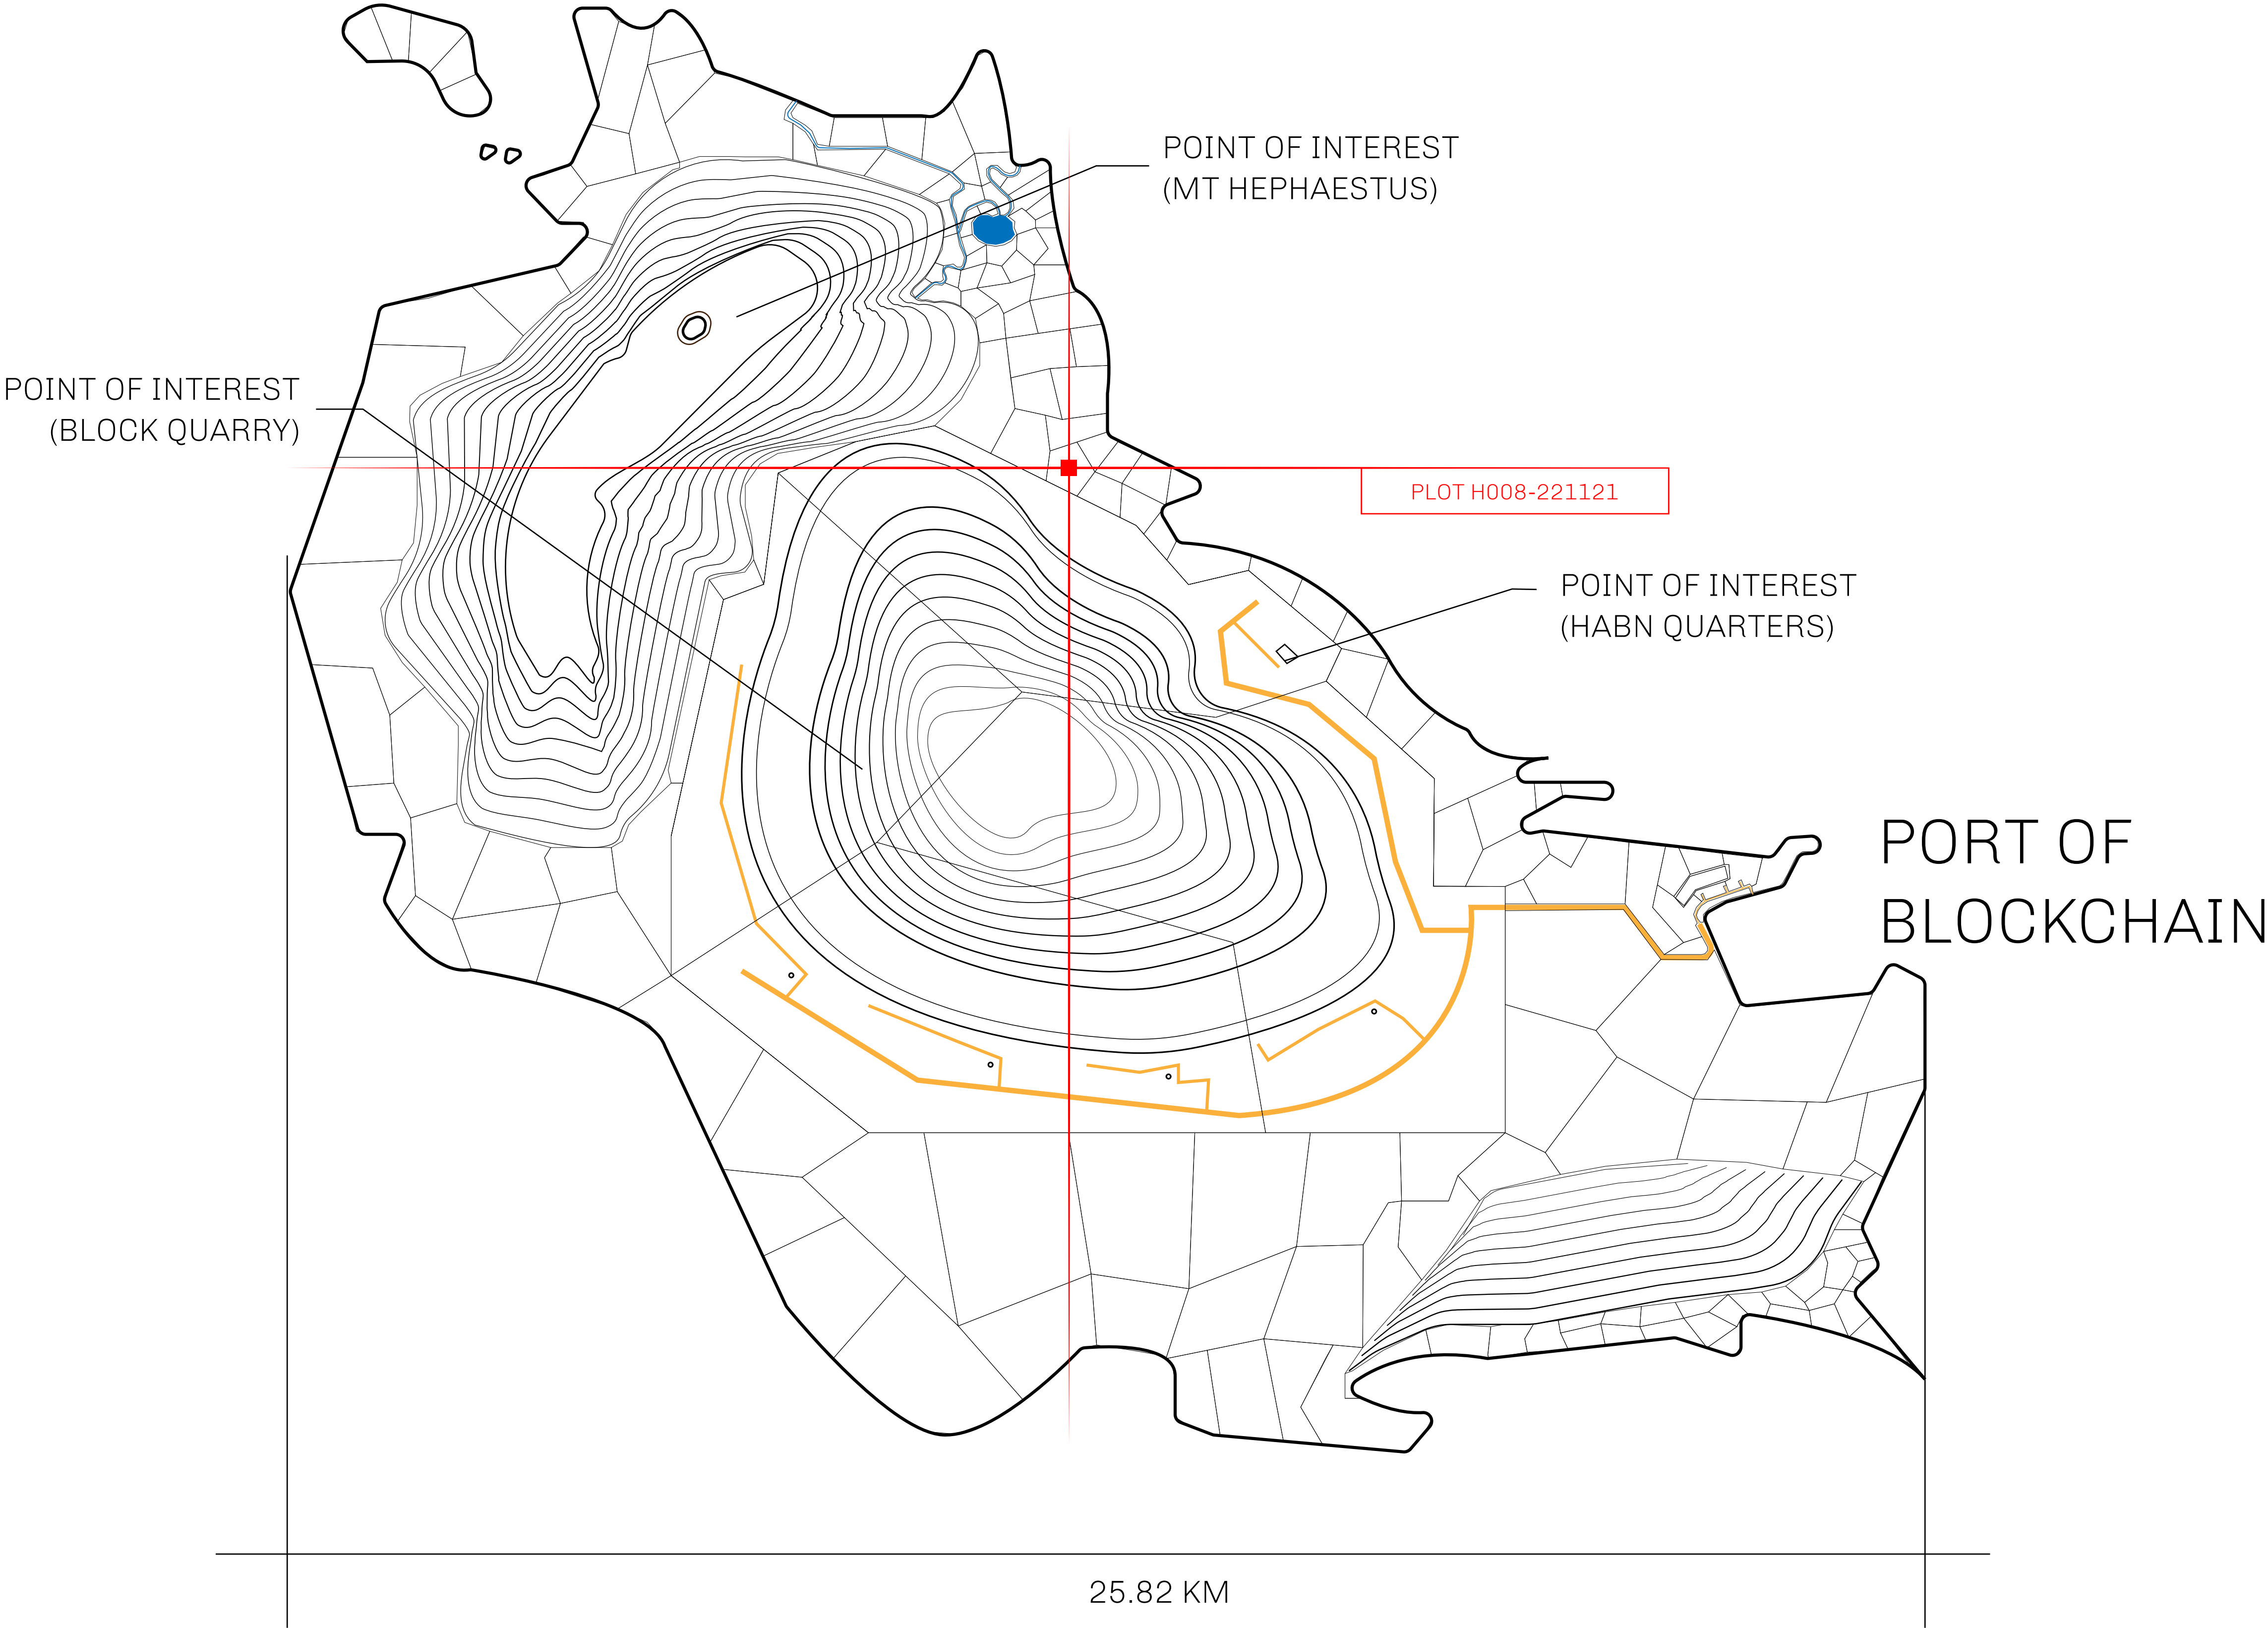 POINT OF INTEREST
(MT HEPHAESTUS)
POINT OF INTEREST
(BLOCK QUARRY)
PLOT H008-221121
POINT OF INTEREST
(HABN QUARTERS)
PORT OF
BLOCKCHAIN
25.82 KM